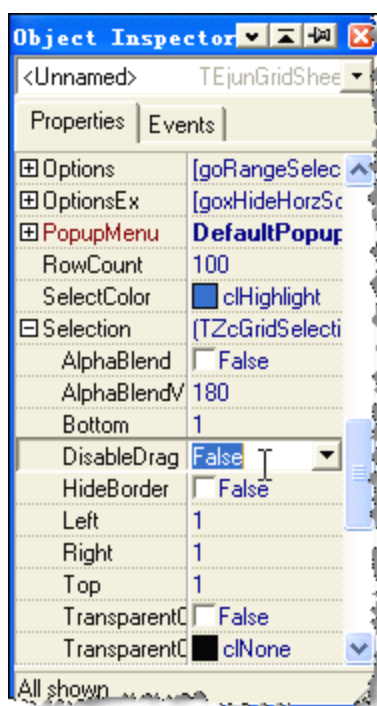 Object Inspector
<Unnamed> TEjunGridShee
Properties Events
Options [goRangeSelec
OptionsEx [goxHideHorzSc
PopupMenu DefaultPopup
RowCount 100
SelectColor clHighlight
Selection (TZcGridSelecti
AlphaBlend False
AlphaBlendV 180
Bottom 1
DisableDrag False
HideBorder False
Left 1
Right 1
Top 1
TransparentC False
TransparentC clNone
All shown